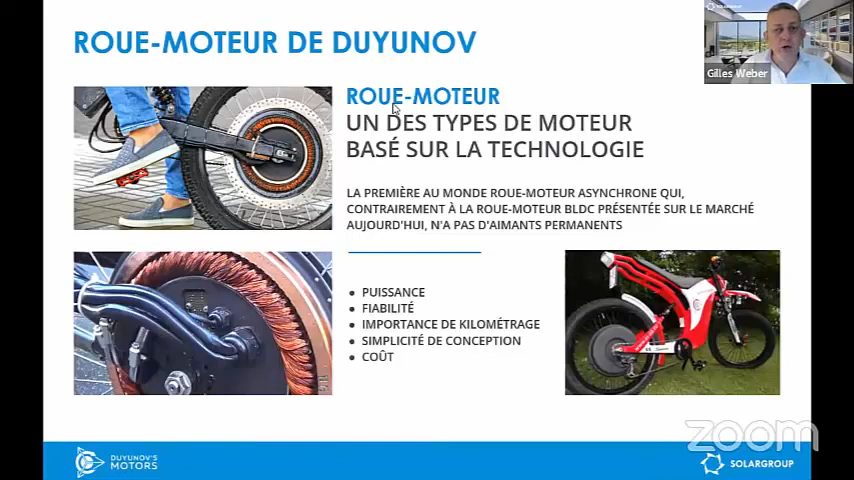 ROUE-MOTEUR DE DUYUNOV
SOLARGROUP
Gilles Weber
ROUE-MOTEUR
UN DES TYPES DE MOTEUR
BASÉ SUR LA TECHNOLOGIE
LA PREMIÈRE AU MONDE ROUE-MOTEUR ASYNCHRONE QUI,
CONTRAIREMENT À LA ROUE-MOTEUR BLDC PRÉSENTÉE SUR LE MARCHÉ
AUJOURD'HUI, N'A PAS D'AIMANTS PERMANENTS
• PUISSANCE
• FIABILITÉ
• IMPORTANCE DE KILOMÉTRAGE
• SIMPLICITÉ DE CONCEPTION
• COÛT
zoom
DUYUNOV'S
MOTORS
SOLARGROUP